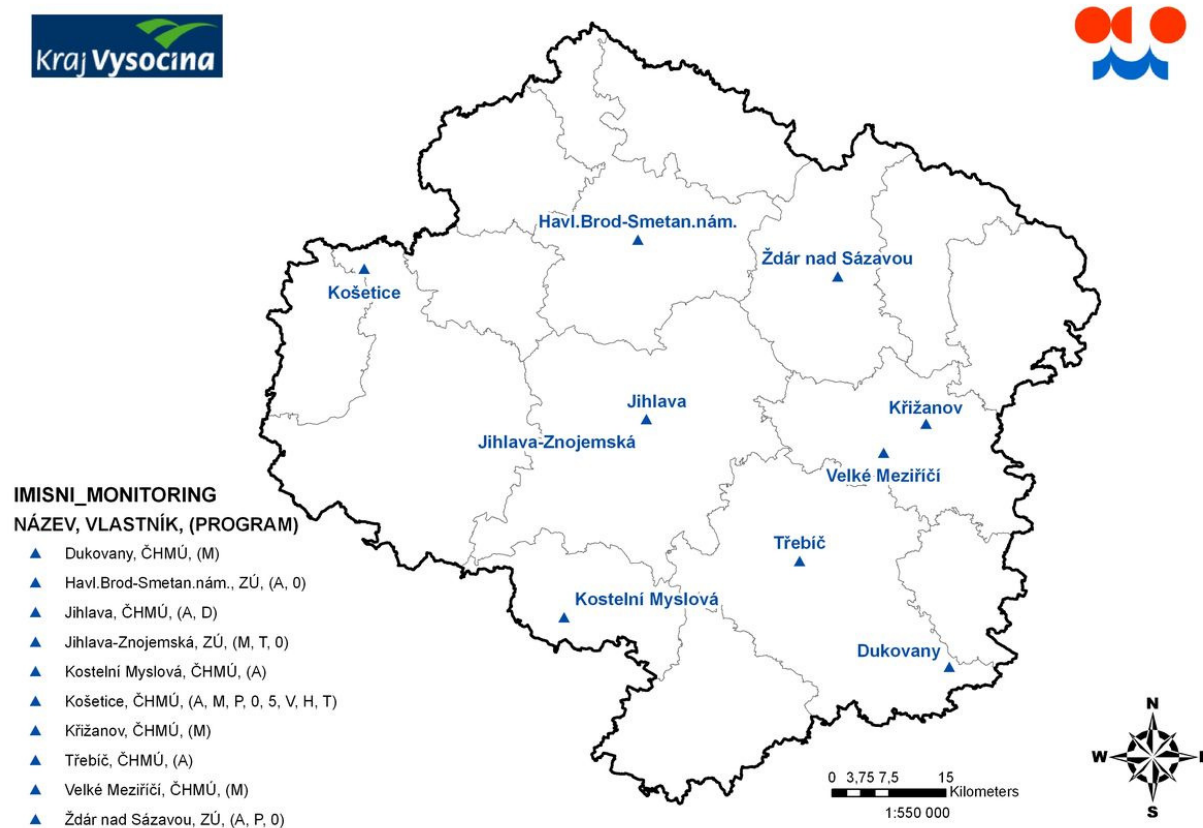 Kraj Vysočina
Havl.Brod-Smetan.nám.
Ždár nad Sázavou
Košetice
Jihlava
Křižanov
Jihlava-Znojemská
Velké Meziříčí
IMISNI_MONITORING
NÁZEV, VLASTNÍK, (PROGRAM)
Třebíč
Dukovany, ČHMÚ, (M)
Havl.Brod-Smetan.nám., ZÚ, (A, 0)
Kostelní Myslová
Jihlava, ČHMÚ, (A, D)
Jihlava-Znojemská, ZÚ, (M, T, 0)
Dukovany
Kostelní Myslová, ČHMÚ, (A)
Košetice, ČHMÚ, (A, M, P, 0, 5, V, H, T)
Křižanov, ČHMÚ, (M)
Třebíč, ČHMÚ, (A)
Velké Meziříčí, ČHMÚ, (M)
Ždár nad Sázavou, ZÚ, (A, P, 0)
N
W E
S
0 3,75 7,5 15
Kilometers
1:550 000